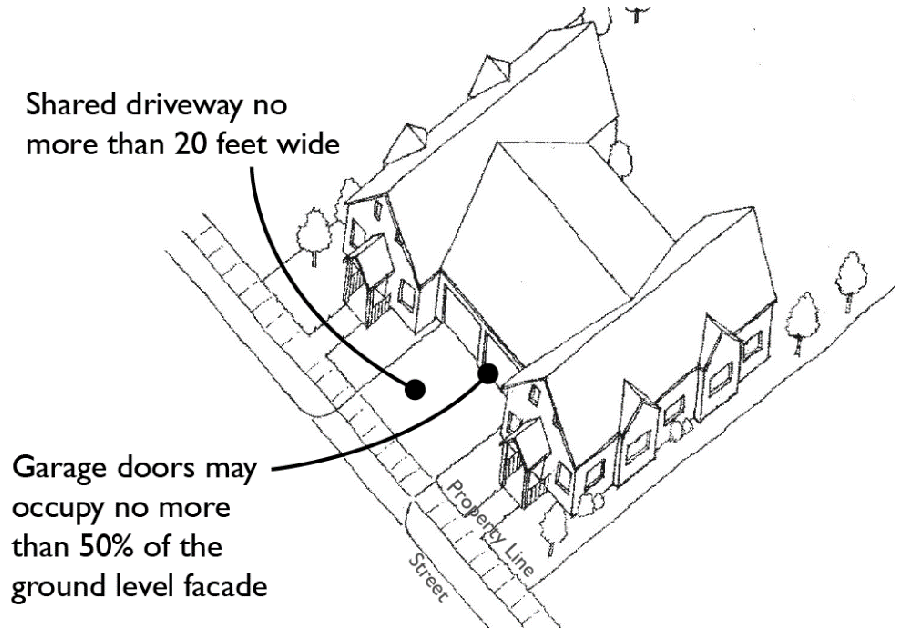 Shared driveway no
more than 20 feet wide
Garage doors may
occupy no more
than 50% of the
ground level facade
Property Line
Street